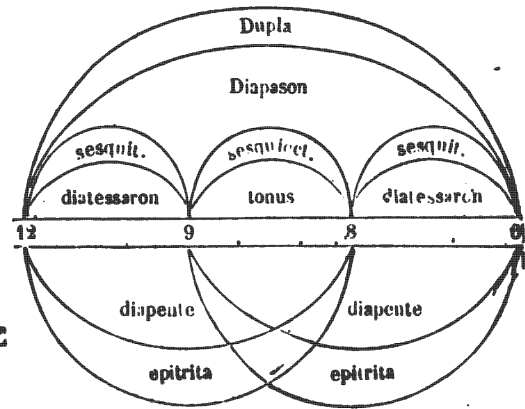 Dupla
Diapason
sesquit. sesquioct. sesquit.
diatessaron tonus diatessaron
12 9 8 6
diapente diapente
epitrita epitrita